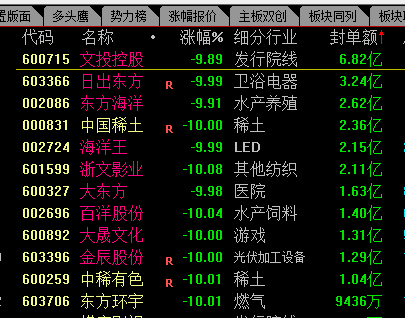 置版面 多头鹰 势力榜 涨幅报价 主板双创 板块同列 板块
代码 名称 • 涨幅% 细分行业 封单额↑
600715 文投控股 -9.89 发行院线 6.82亿
603366 日出东方 R -9.99 卫浴电器 3.24亿
002086 东方海洋 -9.91 水产养殖 2.62亿
000831 中国稀土 R -10.00 稀土 2.36亿
002724 海洋王 -9.99 LED 2.15亿
601599 浙文影业 -10.08 其他纺织 2.11亿
600327 大东方 -9.98 医院 1.63亿
002696 百洋股份 -10.04 水产饲料 1.40亿
600892 大晟文化 -10.00 游戏 1.31亿
603396 金辰股份 R -10.00 光伏加工设备 1.29亿
600259 中稀有色 R -10.01 稀土 1.04亿
603706 东方环宇 -10.01 燃气 9436万